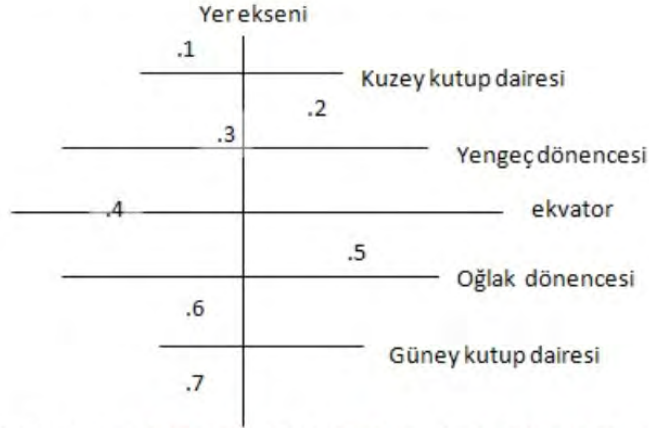 Yer ekseni
.1
Kuzey kutup dairesi
.2
.3
Yengeç dönencesi
.4
ekvator
.5
Oğlak dönencesi
.6
Güney kutup dairesi
.7